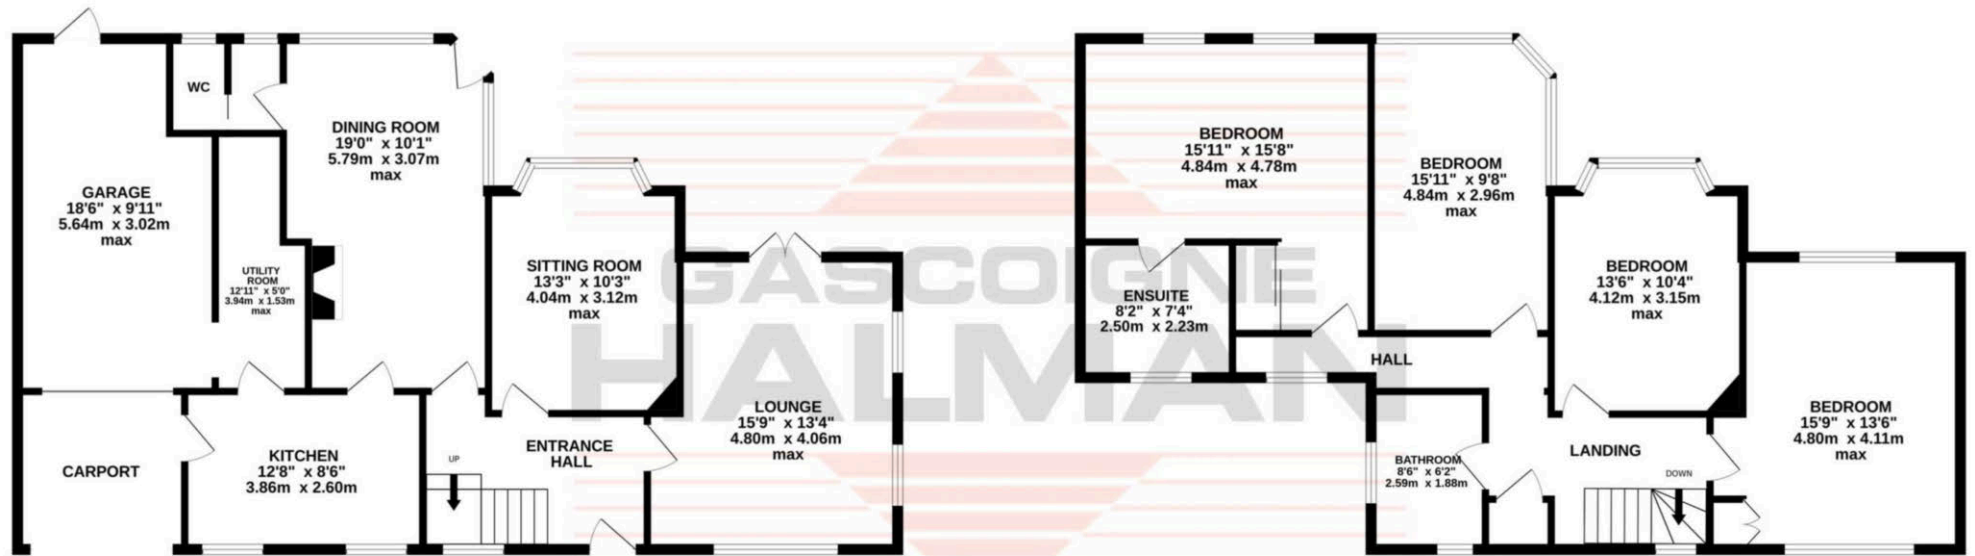 WC
DINING ROOM
19'0" x 10'1"
5.79m x 3.07m
max
GARAGE
18'6" x 9'11"
5.64m x 3.02m
max
UTILITY
ROOM
12'11" x 5'0"
3.94m x 1.53m
max
SITTING ROOM
13'3" x 10'3"
4.04m x 3.12m
max
LOUNGE
15'9" x 13'4"
4.80m x 4.06m
max
ENTRANCE
HALL
UP
KITCHEN
12'8" x 8'6"
3.86m x 2.60m
CARPORT
GASCOIGNE
HALMAN
BEDROOM
15'11" x 15'8"
4.84m x 4.78m
max
BEDROOM
15'11" x 9'8"
4.84m x 2.96m
max
ENSUITE
8'2" x 7'4"
2.50m x 2.23m
BEDROOM
13'6" x 10'4"
4.12m x 3.15m
max
HALL
BEDROOM
15'9" x 13'6"
4.80m x 4.11m
max
LANDING
DOWN
BATHROOM
8'6" x 6'2"
2.59m x 1.88m